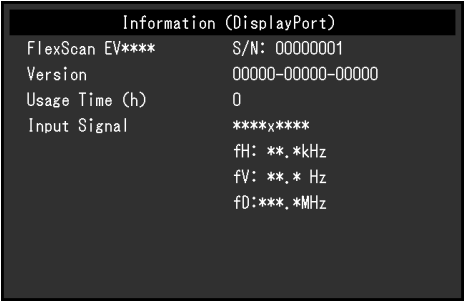 Information (DisplayPort)
FlexScan EV**** S/N: 00000001
Version 00000-00000-00000
Usage Time (h) 0
Input Signal ****x****
fH: **.*kHz
fV: **.* Hz
fD:***.*MHz